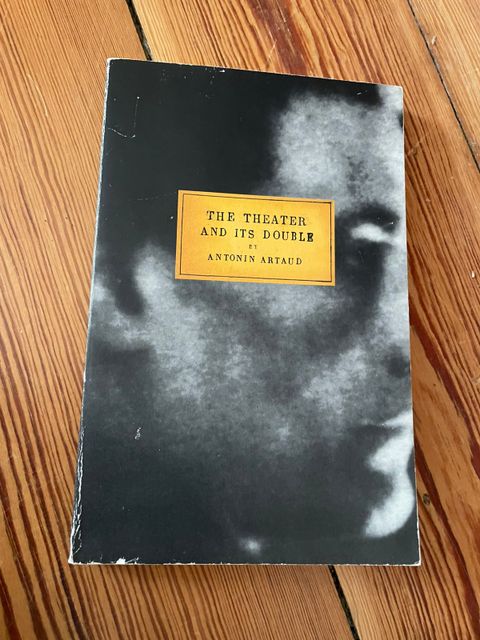 THE THEATER
AND ITS DOUBLE
BY
ANTONIN ARTAUD